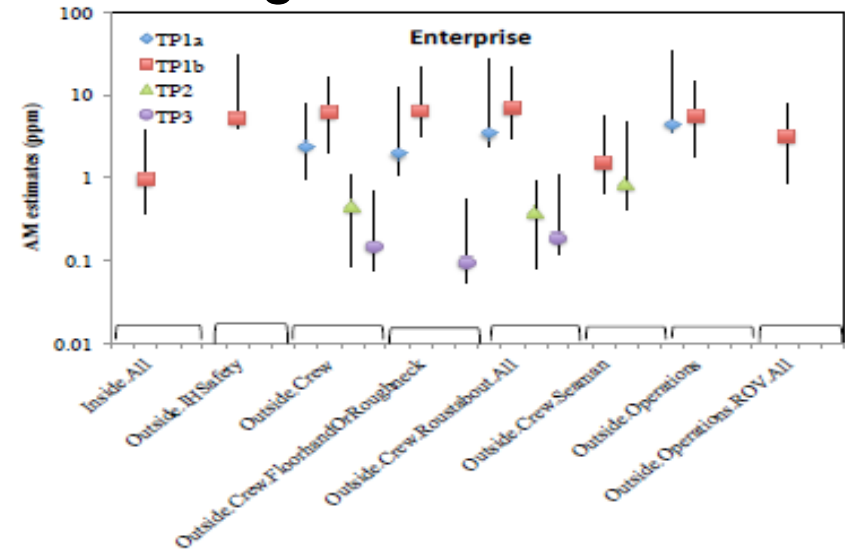 Enterprise
TP1a
TP1b
TP2
TP3
AM estimates (ppm)
100
10
1
0.1
0.01
Inside.All
Outside.IH Safety
Outside.Crew
Outside.Crew.FloorhandOrRoughneck
Outside.Crew.Roustabout.All
Outside.Crew.Seaman
Outside.Operations
Outside.Operations.ROV.All